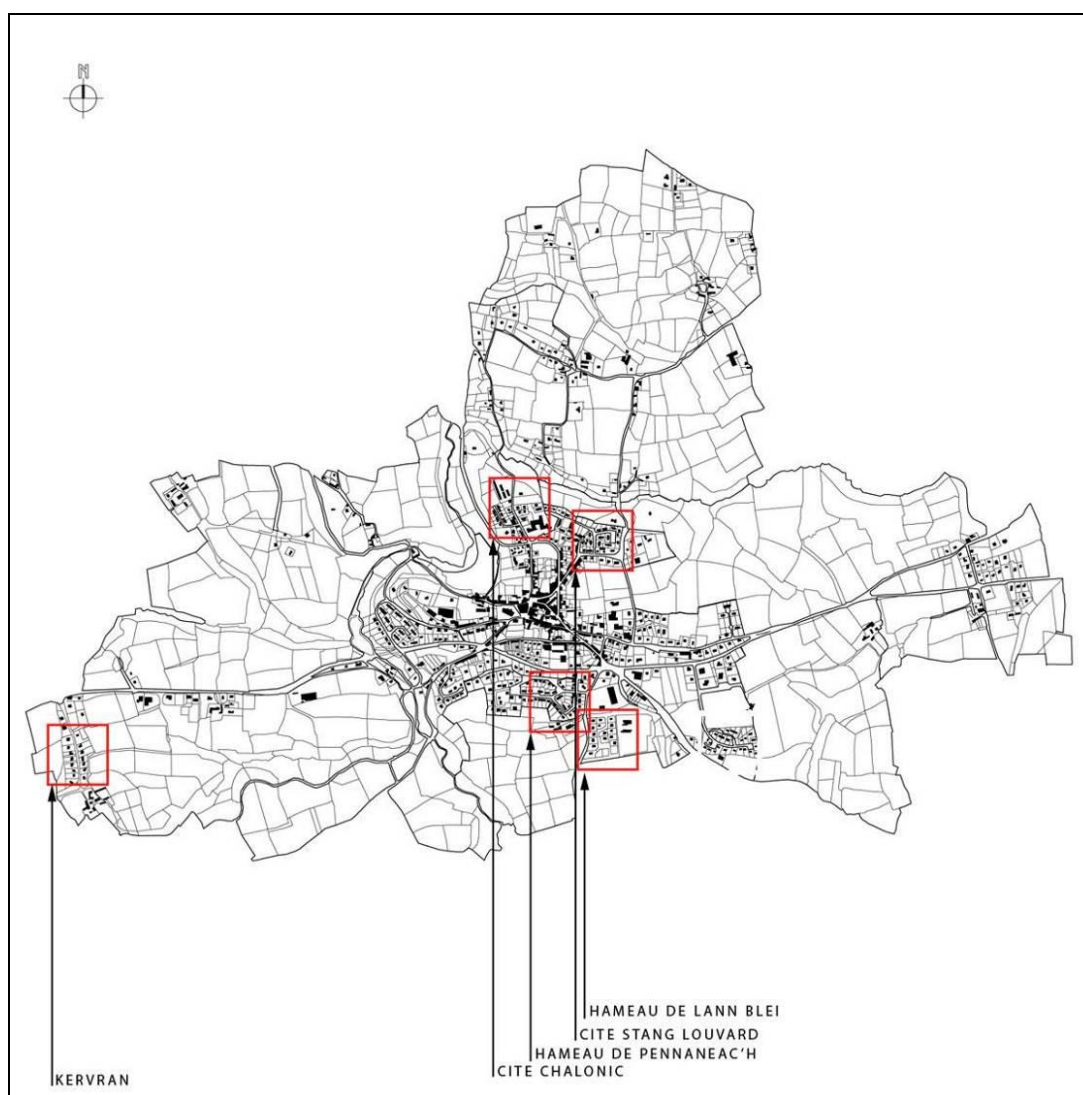 N
HAMEAU DE LANN BLEI
CITE STANG LOUVARD
HAMEAU DE PENNANEAC'H
CITE CHALONIC
KERVRAN